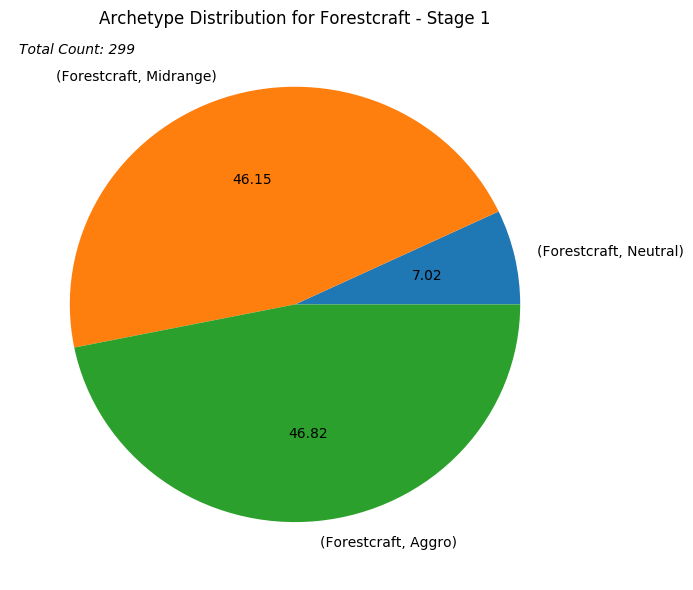 Archetype Distribution for Forestcraft - Stage 1
Total Count: 299
(Forestcraft, Midrange)
46.15
(Forestcraft, Neutral)
7.02
46.82
(Forestcraft, Aggro)